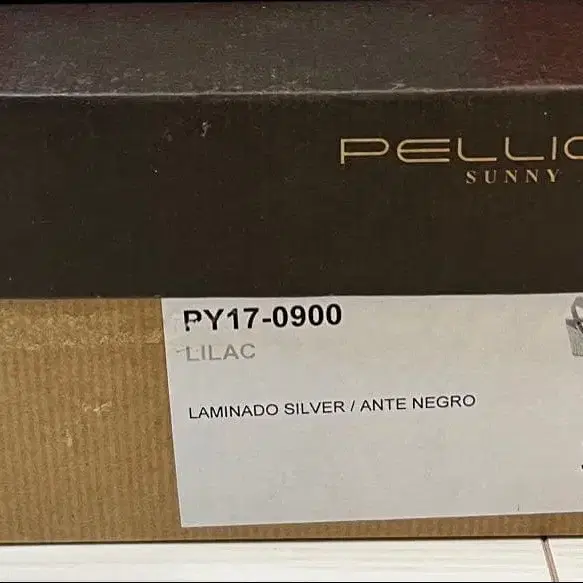 PELLIC
SUNNY
PY17-0900
LILAC
LAMINADO SILVER / ANTE NEGRO